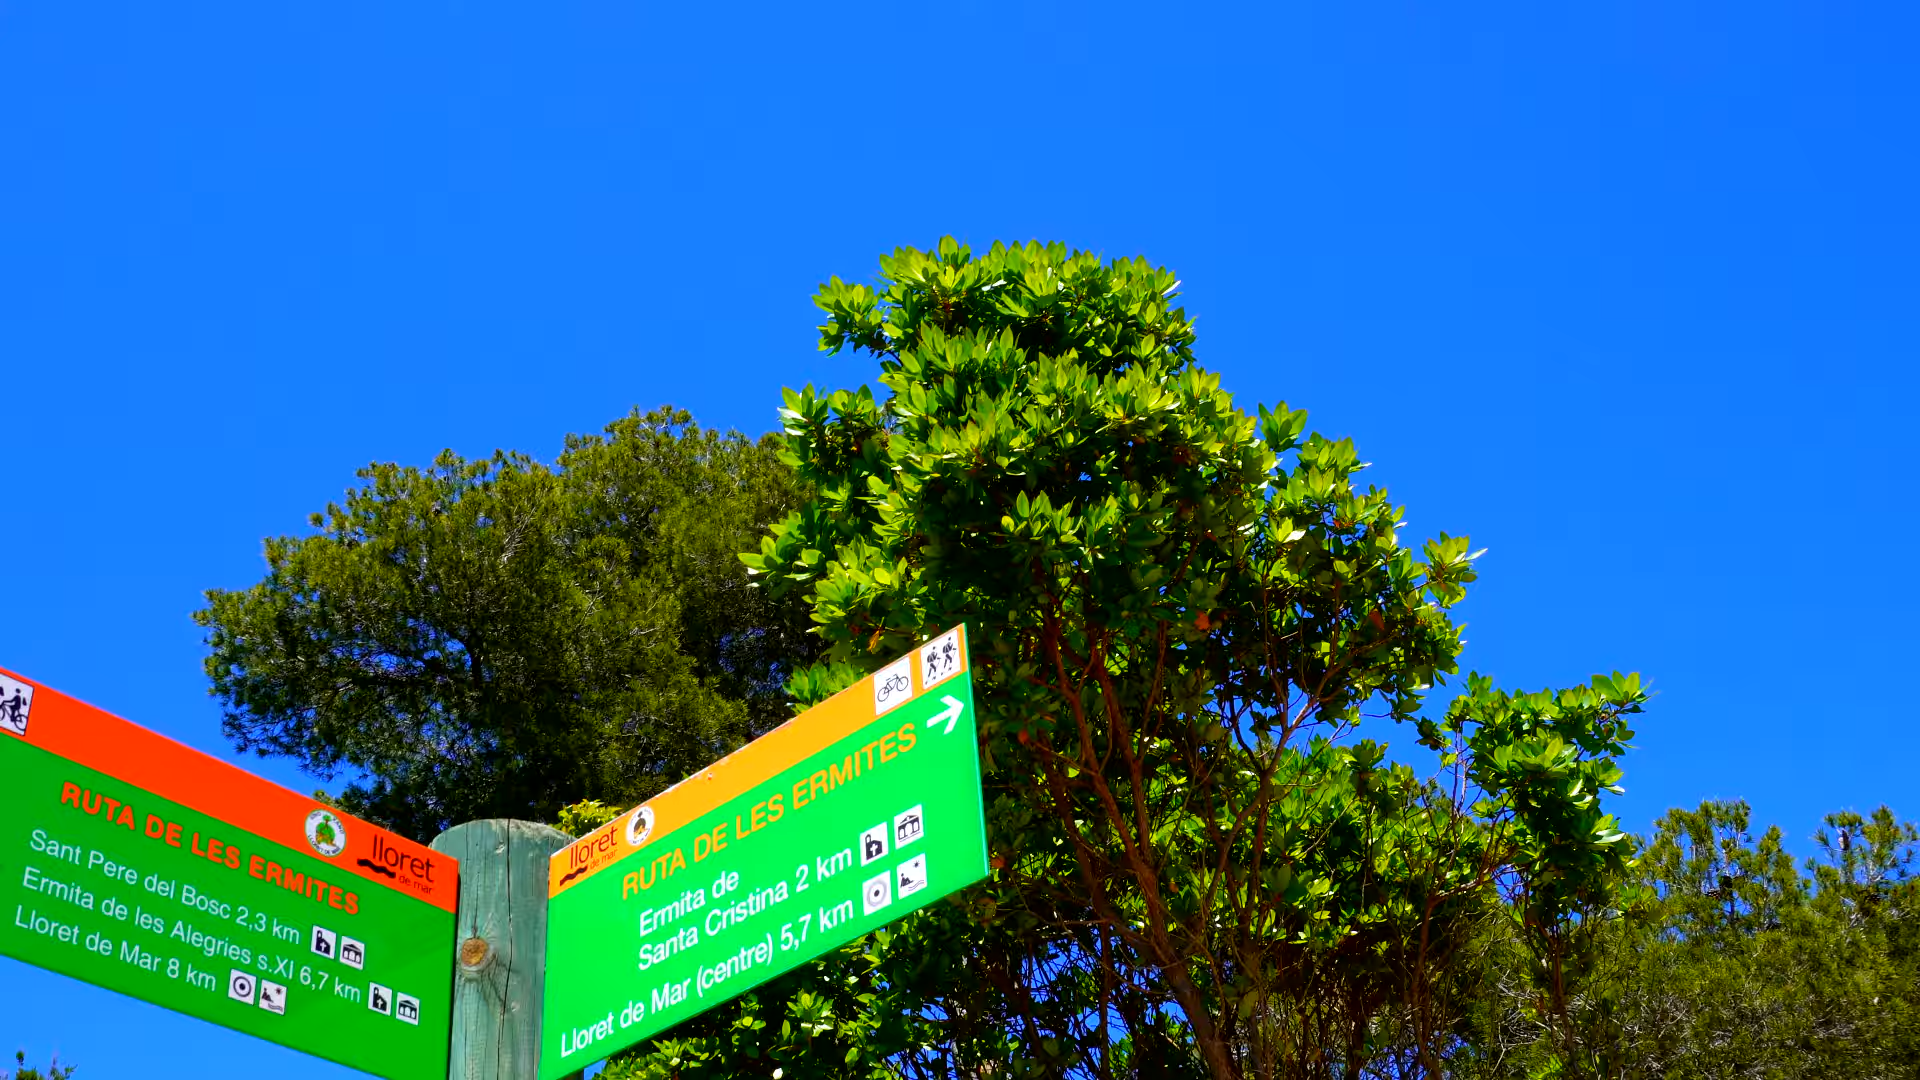 RUTA DE LES ERMITES
lloret
de mar
Sant Pere del Bosc 2,3 km
Ermita de les Alegries s.XI 6,7 km
Lloret de Mar 8 km
lloret
de mar
RUTA DE LES ERMITES
Ermita de
Santa Cristina 2 km
Lloret de Mar (centre) 5,7 km